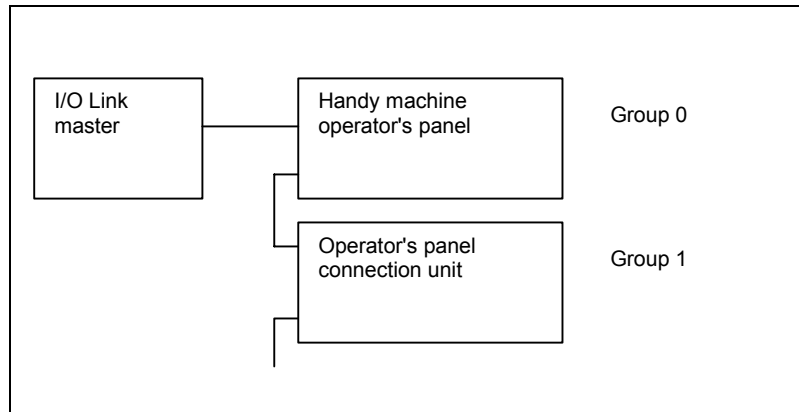 I/O Link
master
Handy machine
operator's panel
Group 0
Operator's panel
connection unit
Group 1